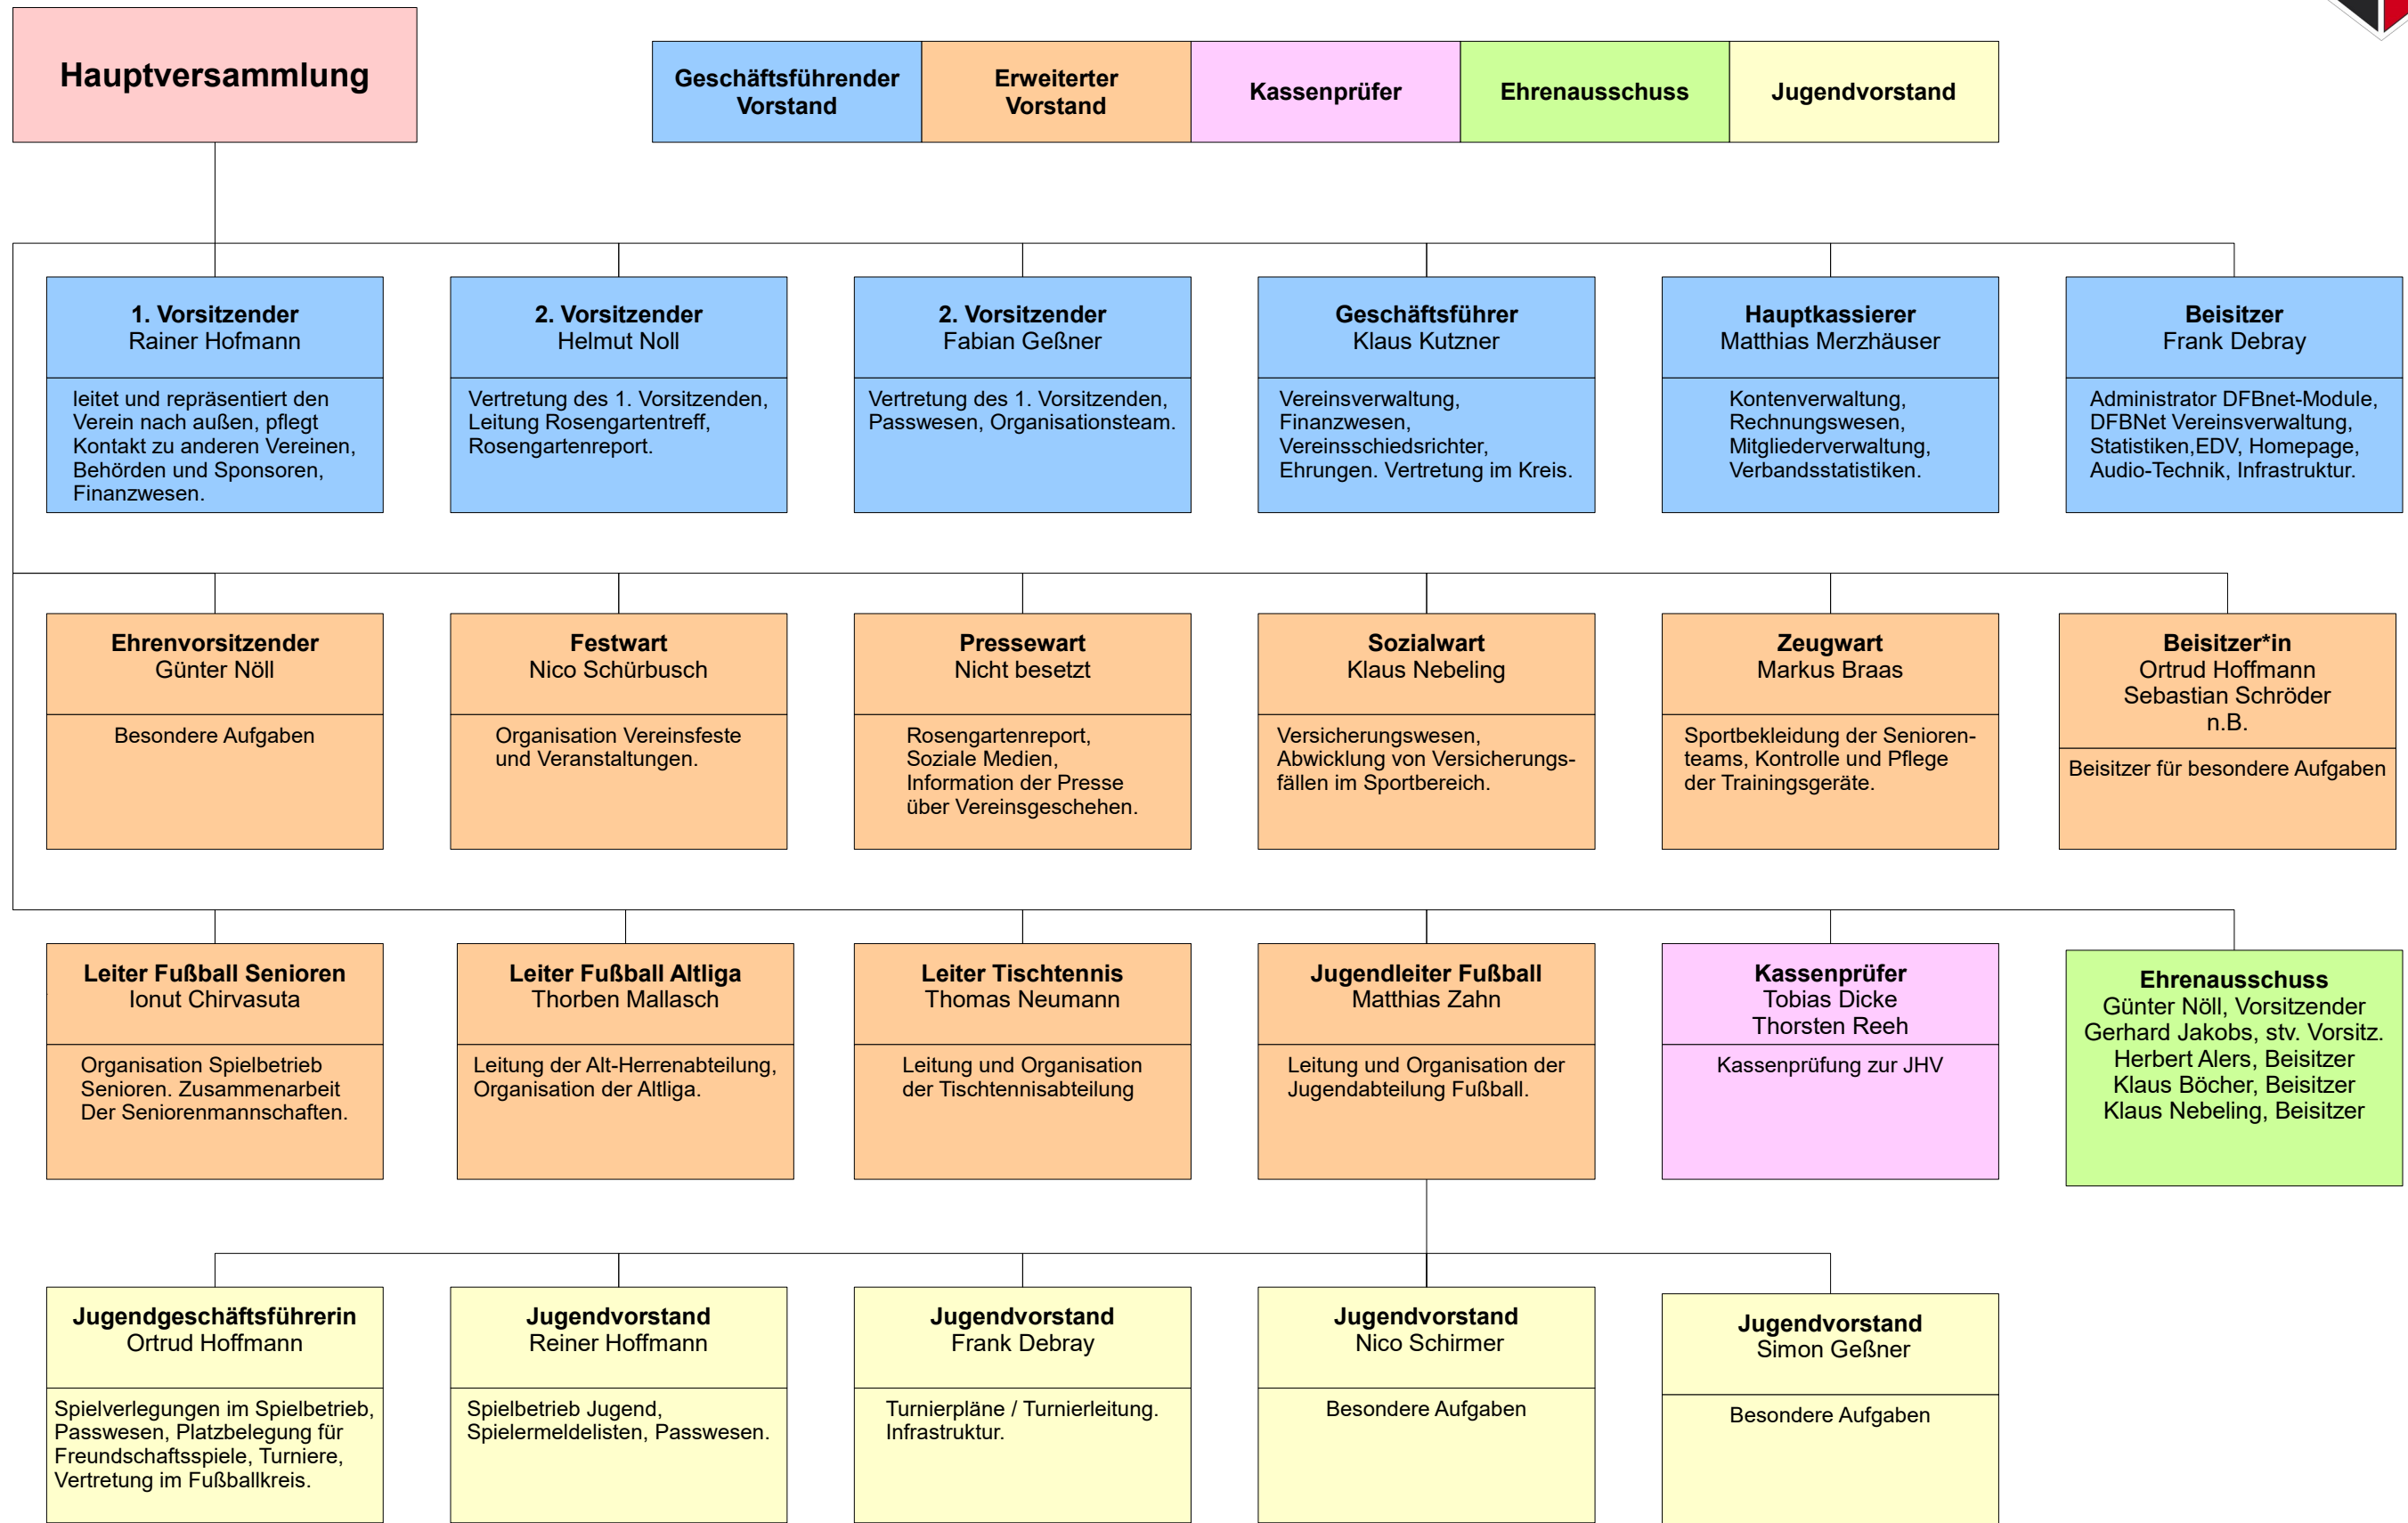 Hauptversammlung
Geschäftsführender
Vorstand
Erweiterter
Vorstand
Kassenprüfer
Ehrenausschuss
Jugendvorstand
1. Vorsitzender
Rainer Hofmann
leitet und repräsentiert den
Verein nach außen, pflegt
Kontakt zu anderen Vereinen,
Behörden und Sponsoren,
Finanzwesen.
2. Vorsitzender
Helmut Noll
Vertretung des 1. Vorsitzenden,
Leitung Rosengartentreff,
Rosengartenreport.
2. Vorsitzender
Fabian Geßner
Vertretung des 1. Vorsitzenden,
Passwesen, Organisationsteam.
Geschäftsführer
Klaus Kutzner
Vereinsverwaltung,
Finanzwesen,
Vereinsschiedsrichter,
Ehrungen. Vertretung im Kreis.
Hauptkassierer
Matthias Merzhäuser
Kontenverwaltung,
Rechnungswesen,
Mitgliederverwaltung,
Verbandsstatistiken.
Beisitzer
Frank Debray
Administrator DFBnet-Module,
DFBNet Vereinsverwaltung,
Statistiken,EDV, Homepage,
Audio-Technik, Infrastruktur.
Ehrenvorsitzender
Günter Nöll
Besondere Aufgaben
Festwart
Nico Schürbusch
Organisation Vereinsfeste
und Veranstaltungen.
Pressewart
Nicht besetzt
Rosengartenreport,
Soziale Medien,
Information der Presse
über Vereinsgeschehen.
Sozialwart
Klaus Nebeling
Versicherungswesen,
Abwicklung von Versicherungs-
fällen im Sportbereich.
Zeugwart
Markus Braas
Sportbekleidung der Senioren-
teams, Kontrolle und Pflege
der Trainingsgeräte.
Beisitzer*in
Ortrud Hoffmann
Sebastian Schröder
n.B.
Beisitzer für besondere Aufgaben
Leiter Fußball Senioren
Ionut Chirvasuta
Organisation Spielbetrieb
Senioren. Zusammenarbeit
Der Seniorenmannschaften.
Leiter Fußball Altliga
Thorben Mallasch
Leitung der Alt-Herrenabteilung,
Organisation der Altliga.
Leiter Tischtennis
Thomas Neumann
Leitung und Organisation
der Tischtennisabteilung
Jugendleiter Fußball
Matthias Zahn
Leitung und Organisation der
Jugendabteilung Fußball.
Kassenprüfer
Tobias Dicke
Thorsten Reeh
Kassenprüfung zur JHV
Ehrenausschuss
Günter Nöll, Vorsitzender
Gerhard Jakobs, stv. Vorsitz.
Herbert Alers, Beisitzer
Klaus Böcher, Beisitzer
Klaus Nebeling, Beisitzer
Jugendgeschäftsführerin
Ortrud Hoffmann
Spielverlegungen im Spielbetrieb,
Passwesen, Platzbelegung für
Freundschaftsspiele, Turniere,
Vertretung im Fußballkreis.
Jugendvorstand
Reiner Hoffmann
Spielbetrieb Jugend,
Spielermeldelisten, Passwesen.
Jugendvorstand
Frank Debray
Turnierpläne / Turnierleitung.
Infrastruktur.
Jugendvorstand
Nico Schirmer
Besondere Aufgaben
Jugendvorstand
Simon Geßner
Besondere Aufgaben